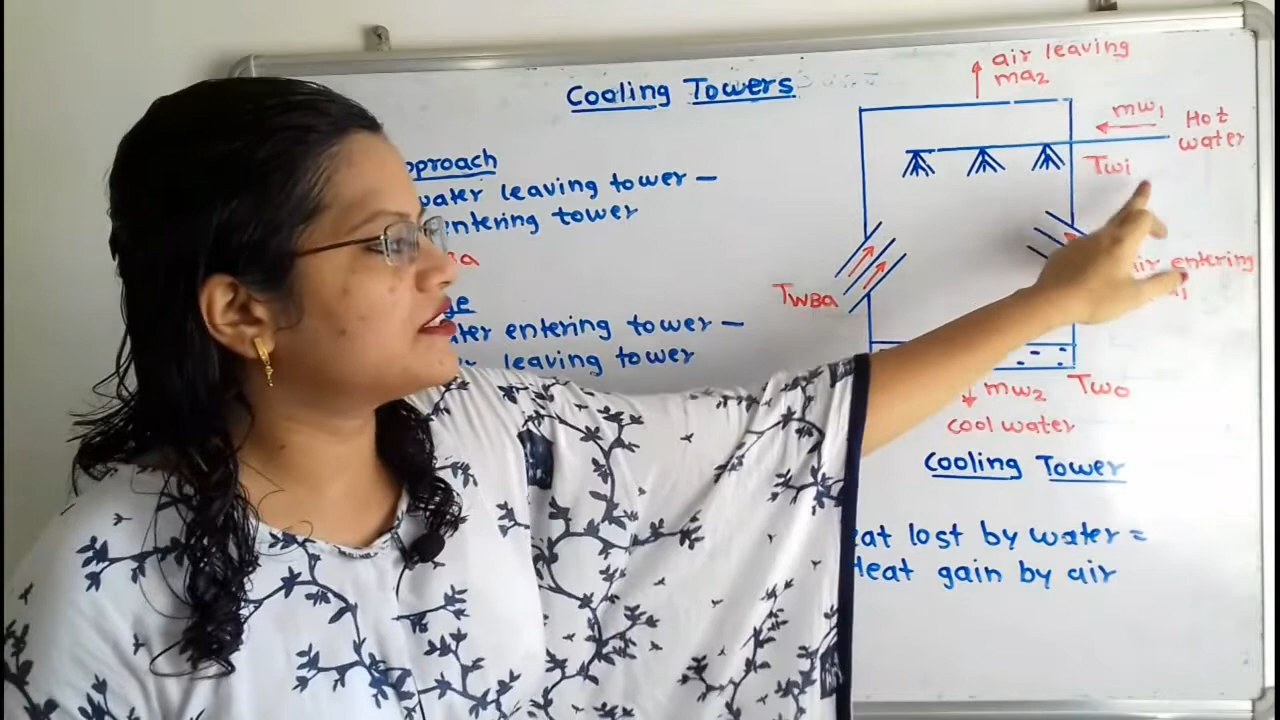 Cooling Towers
pproach
water leaving tower –
entering tower
Ba
ge
ter entering tower –
leaving tower
air leaving
ma2
mw1
Hot
water
Twi
TWBa
ir entering
mw2
Two
cool water
Cooling Tower
eat lost by water =
Heat gain by air